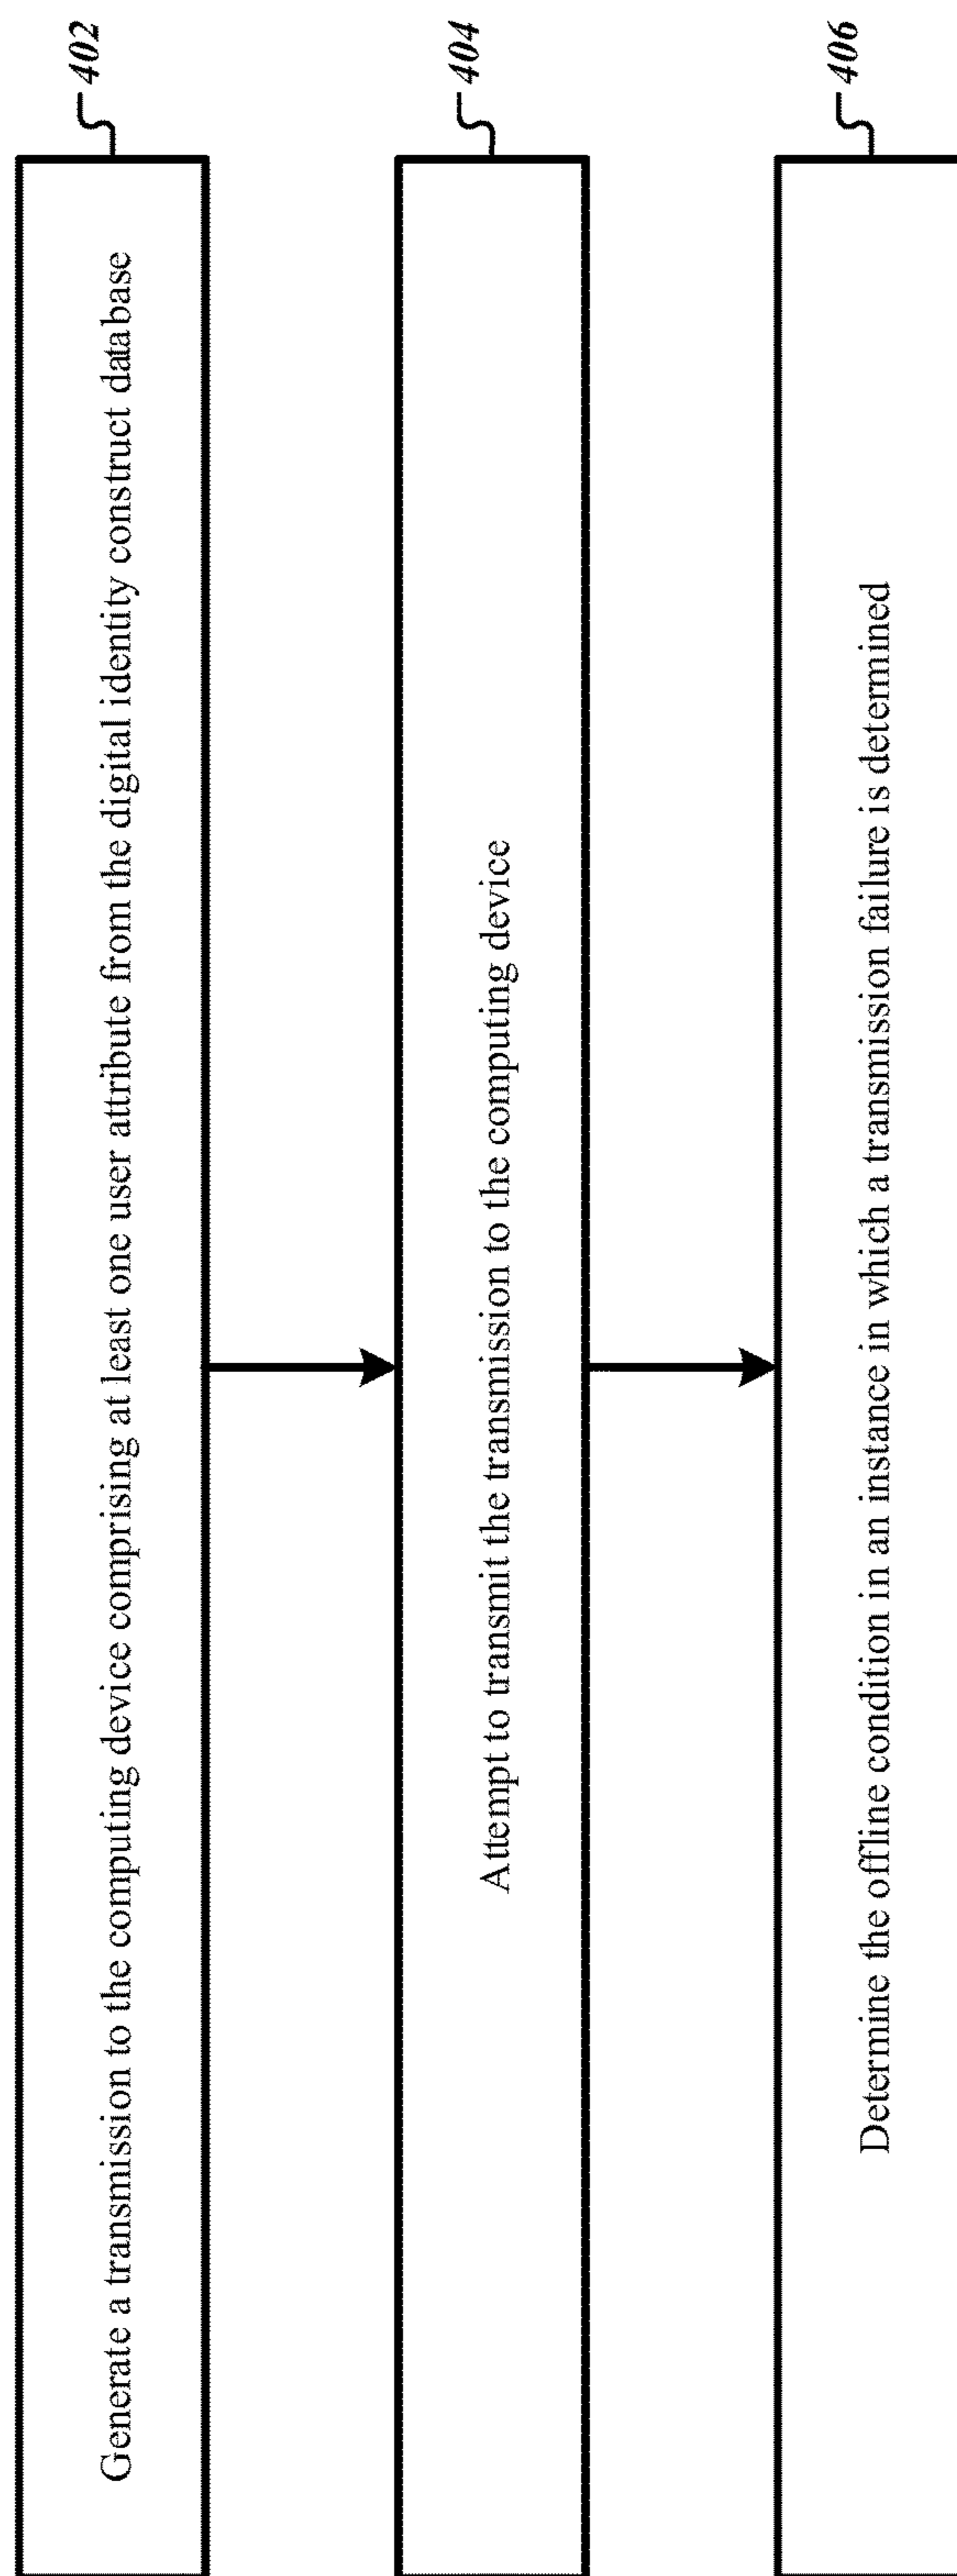 Generate a transmission to the computing device comprising at least one user attribute from the digital identity construct database
402
Attempt to transmit the transmission to the computing device
404
Determine the offline condition in an instance in which a transmission failure is determined
406